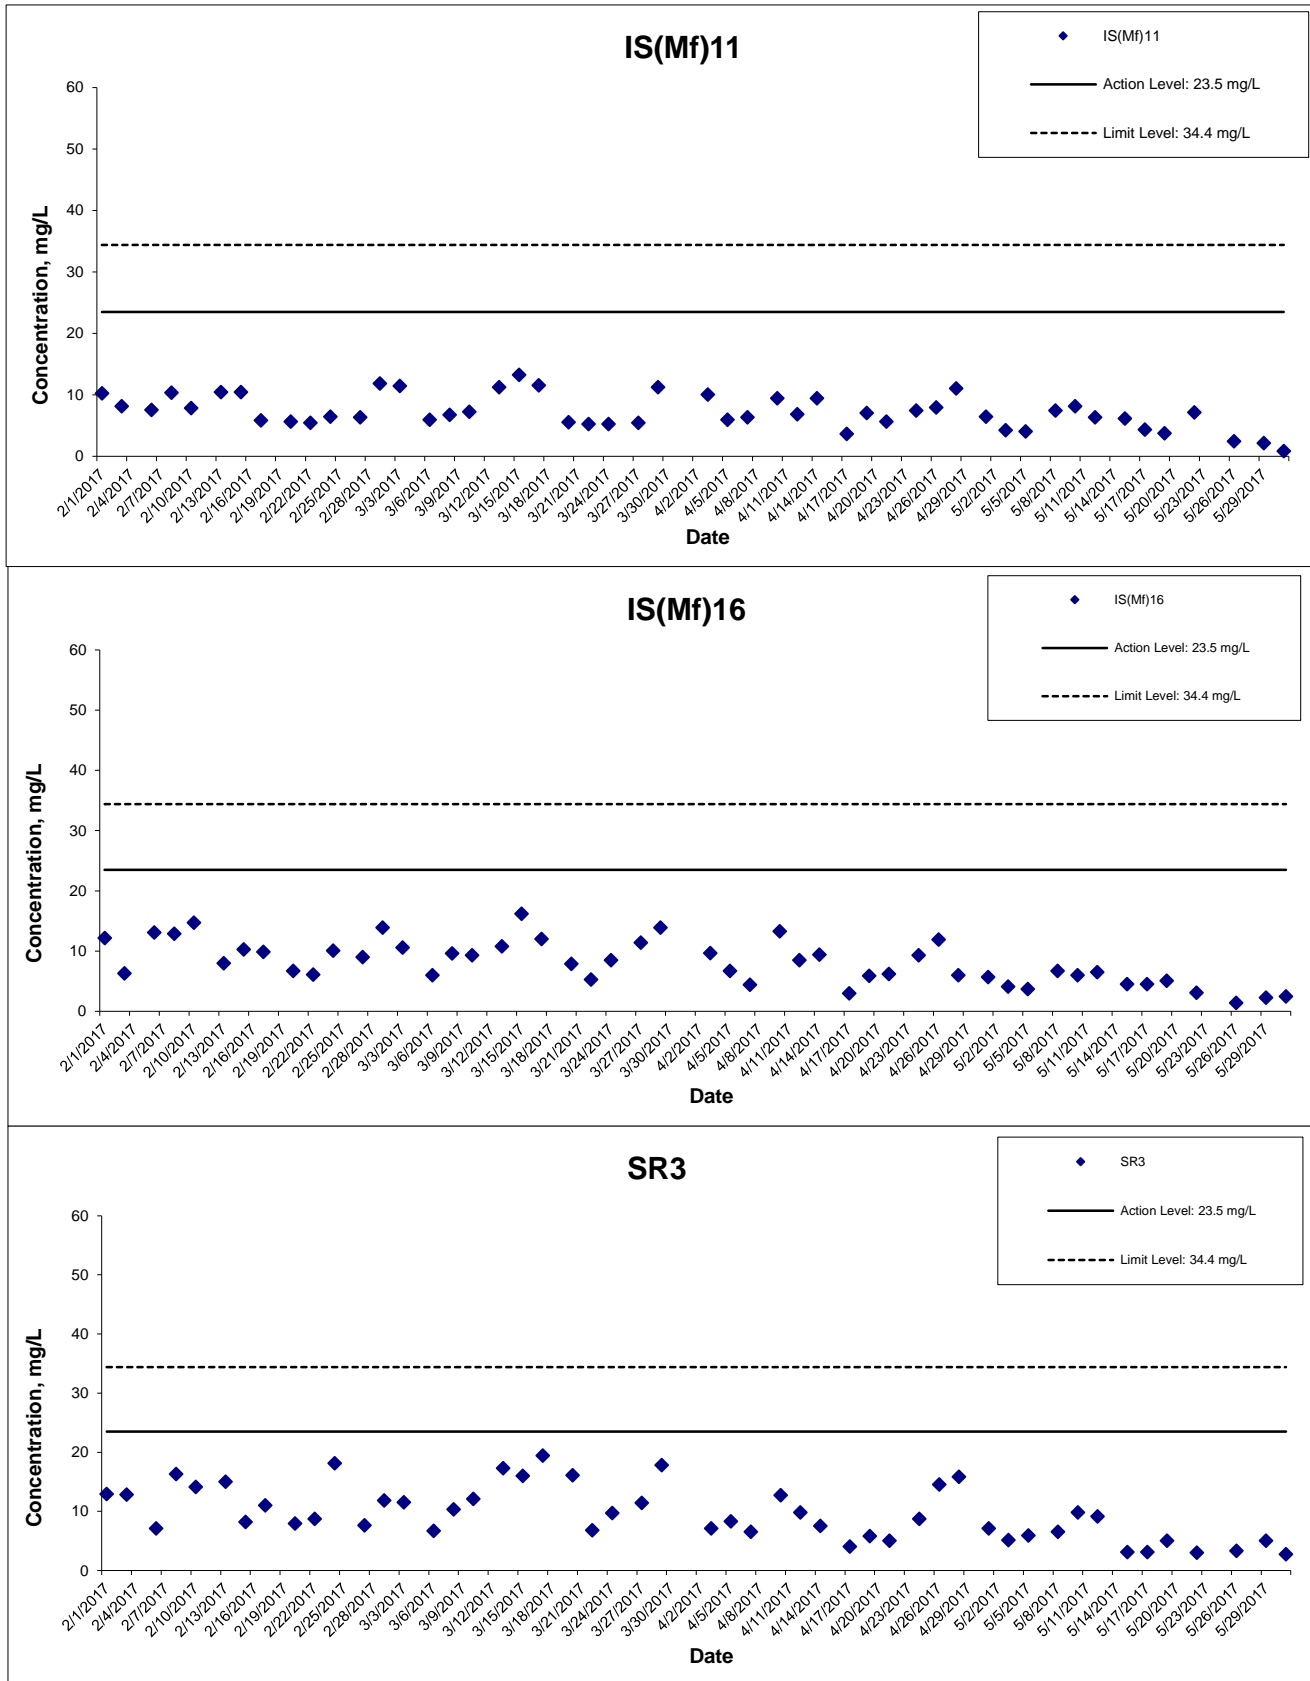 IS(Mf)11
IS(Mf)11
Action Level: 23.5 mg/L
Limit Level: 34.4 mg/L
Concentration, mg/L
60
50
40
30
20
10
0
2/1/2017 2/4/2017 2/7/2017 2/10/2017 2/13/2017 2/16/2017 2/19/2017 2/22/2017 2/25/2017 2/28/2017 3/3/2017 3/6/2017 3/9/2017 3/12/2017 3/15/2017 3/18/2017 3/21/2017 3/24/2017 3/27/2017 3/30/2017 4/2/2017 4/5/2017 4/8/2017 4/11/2017 4/14/2017 4/17/2017 4/20/2017 4/23/2017 4/26/2017 4/29/2017 5/2/2017 5/5/2017 5/8/2017 5/11/2017 5/14/2017 5/17/2017 5/20/2017 5/23/2017 5/26/2017 5/29/2017
Date
IS(Mf)16
IS(Mf)16
Action Level: 23.5 mg/L
Limit Level: 34.4 mg/L
Concentration, mg/L
60
50
40
30
20
10
0
2/1/2017 2/4/2017 2/7/2017 2/10/2017 2/13/2017 2/16/2017 2/19/2017 2/22/2017 2/25/2017 2/28/2017 3/3/2017 3/6/2017 3/9/2017 3/12/2017 3/15/2017 3/18/2017 3/21/2017 3/24/2017 3/27/2017 3/30/2017 4/2/2017 4/5/2017 4/8/2017 4/11/2017 4/14/2017 4/17/2017 4/20/2017 4/23/2017 4/26/2017 4/29/2017 5/2/2017 5/5/2017 5/8/2017 5/11/2017 5/14/2017 5/17/2017 5/20/2017 5/23/2017 5/26/2017 5/29/2017
Date
SR3
SR3
Action Level: 23.5 mg/L
Limit Level: 34.4 mg/L
Concentration, mg/L
60
50
40
30
20
10
0
2/1/2017 2/4/2017 2/7/2017 2/10/2017 2/13/2017 2/16/2017 2/19/2017 2/22/2017 2/25/2017 2/28/2017 3/3/2017 3/6/2017 3/9/2017 3/12/2017 3/15/2017 3/18/2017 3/21/2017 3/24/2017 3/27/2017 3/30/2017 4/2/2017 4/5/2017 4/8/2017 4/11/2017 4/14/2017 4/17/2017 4/20/2017 4/23/2017 4/26/2017 4/29/2017 5/2/2017 5/5/2017 5/8/2017 5/11/2017 5/14/2017 5/17/2017 5/20/2017 5/23/2017 5/26/2017 5/29/2017
Date